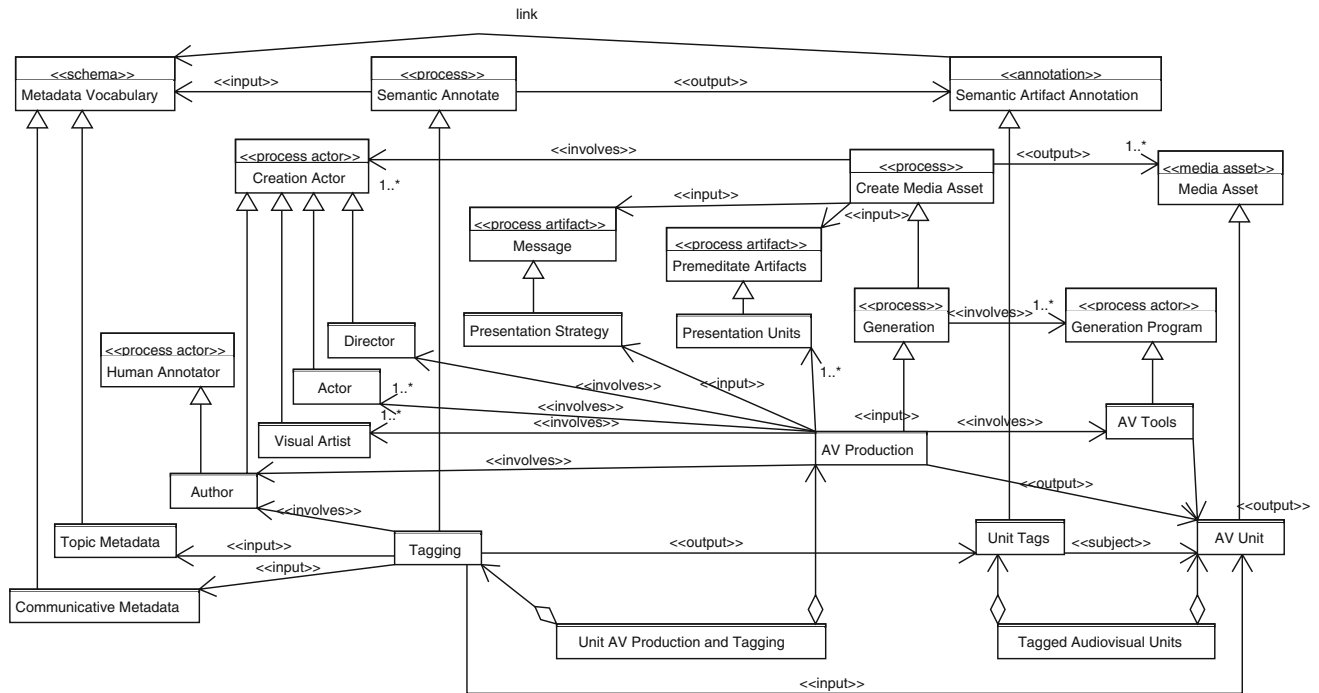 link
<<schema>>
Metadata Vocabulary
<<input>>
<<process>>
Semantic Annotate
<<output>>
<<annotation>>
Semantic Artifact Annotation
<<process actor>>
Creation Actor
1..*
<<involves>>
<<process>>
Create Media Asset
<<output>>
1..*
<<media asset>>
Media Asset
<<input>>
<<input>>
<<process artifact>>
Message
<<process artifact>>
Premeditate Artifacts
<<process>>
Generation
<<involves>>
1..*
<<process actor>>
Generation Program
Presentation Strategy
Presentation Units
Director
<<process actor>>
Human Annotator
Actor
1..*
<<involves>>
<<input>>
1..*
<<involves>>
1..*
<<involves>>
<<input>>
<<involves>>
AV Tools
Visual Artist
AV Production
<<involves>>
Author
<<output>>
<<output>>
<<involves>>
Topic Metadata
<<input>>
Tagging
<<output>>
Unit Tags
<<subject>>
AV Unit
<<input>>
Communicative Metadata
Unit AV Production and Tagging
Tagged Audiovisual Units
<<input>>